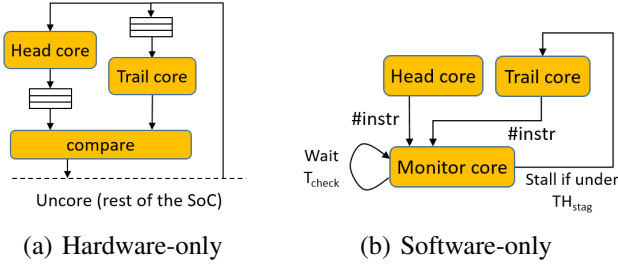 Head core
Trail core
compare
Uncore (rest of the SoC)
(a) Hardware-only
Head core
Trail core
#instr
#instr
Wait
Tcheck
Monitor core
Stall if under
THstag
(b) Software-only